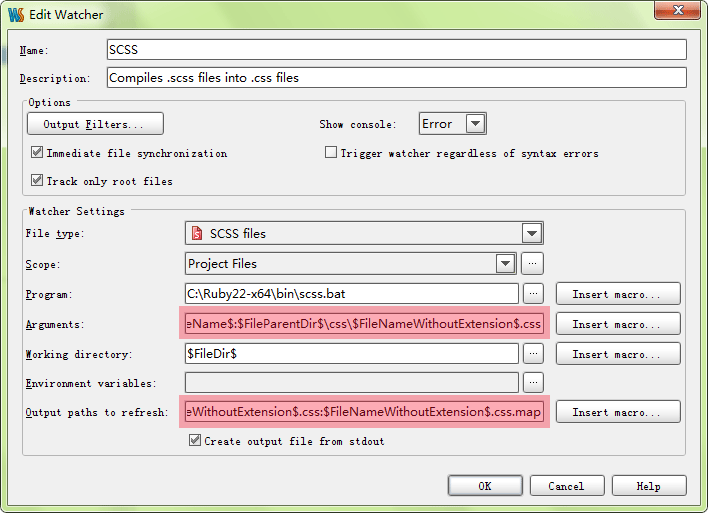 Edit Watcher
Name: SCSS
Description: Compiles .scss files into .css files
Options
Output Filters... Show console: Error
Immediate file synchronization Trigger watcher regardless of syntax errors
Track only root files
Watcher Settings
File type: SCSS files
Scope: Project Files ...
Program: C:\Ruby22-x64\bin\scss.bat ... Insert macro...
Arguments: eName$:$FileParentDir$\css\$FileNameWithoutExtension$.css Insert macro...
Working directory: $FileDir$ ... Insert macro...
Environment variables: ...
Output paths to refresh: eWithoutExtension$.css:$FileNameWithoutExtension$.css.map Insert macro...
Create output file from stdout
OK Cancel Help